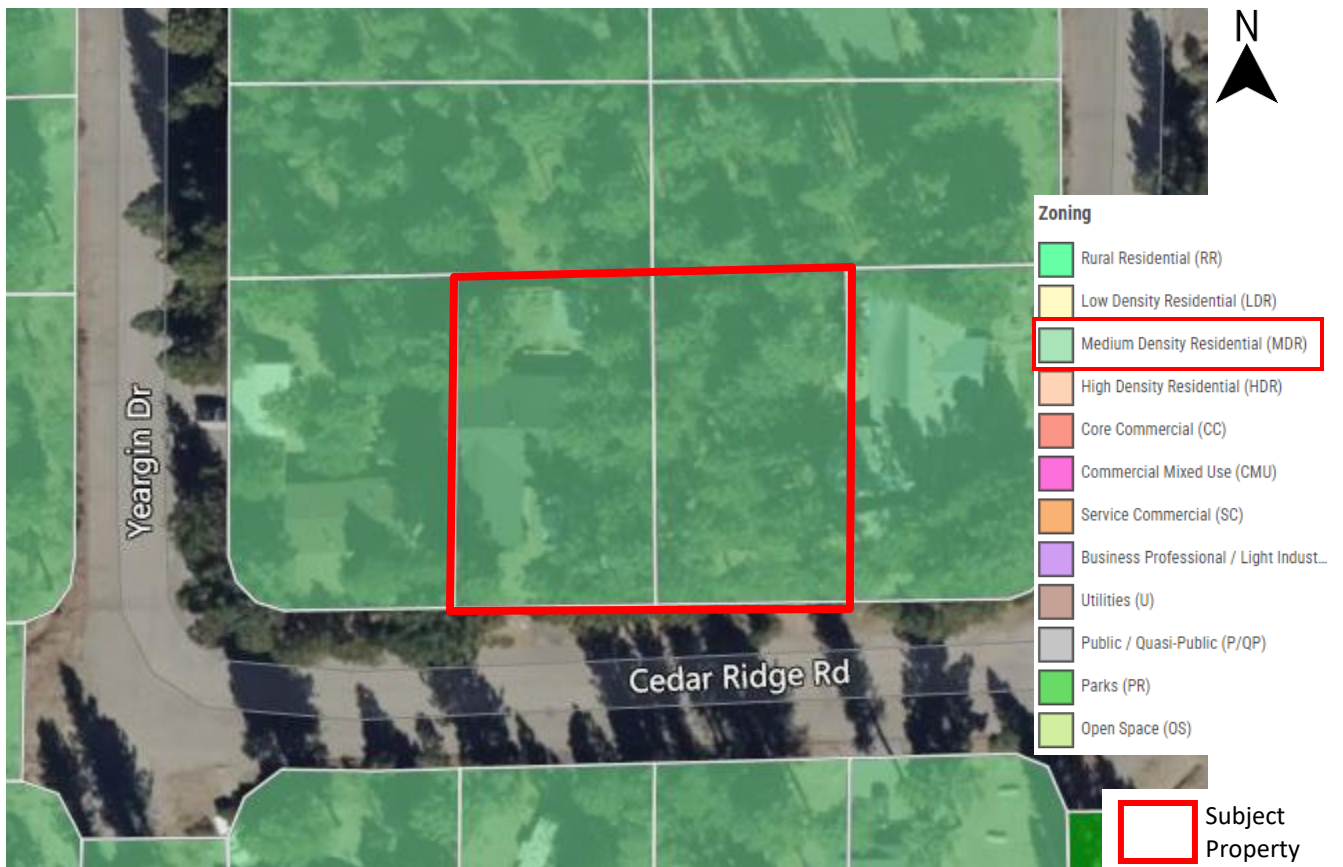 N
Zoning
Rural Residential (RR)
Low Density Residential (LDR)
Medium Density Residential (MDR)
High Density Residential (HDR)
Core Commercial (CC)
Commercial Mixed Use (CMU)
Service Commercial (SC)
Business Professional / Light Indust...
Utilities (U)
Public / Quasi-Public (P/QP)
Parks (PR)
Open Space (OS)
Yeargin Dr
Cedar Ridge Rd
Subject
Property